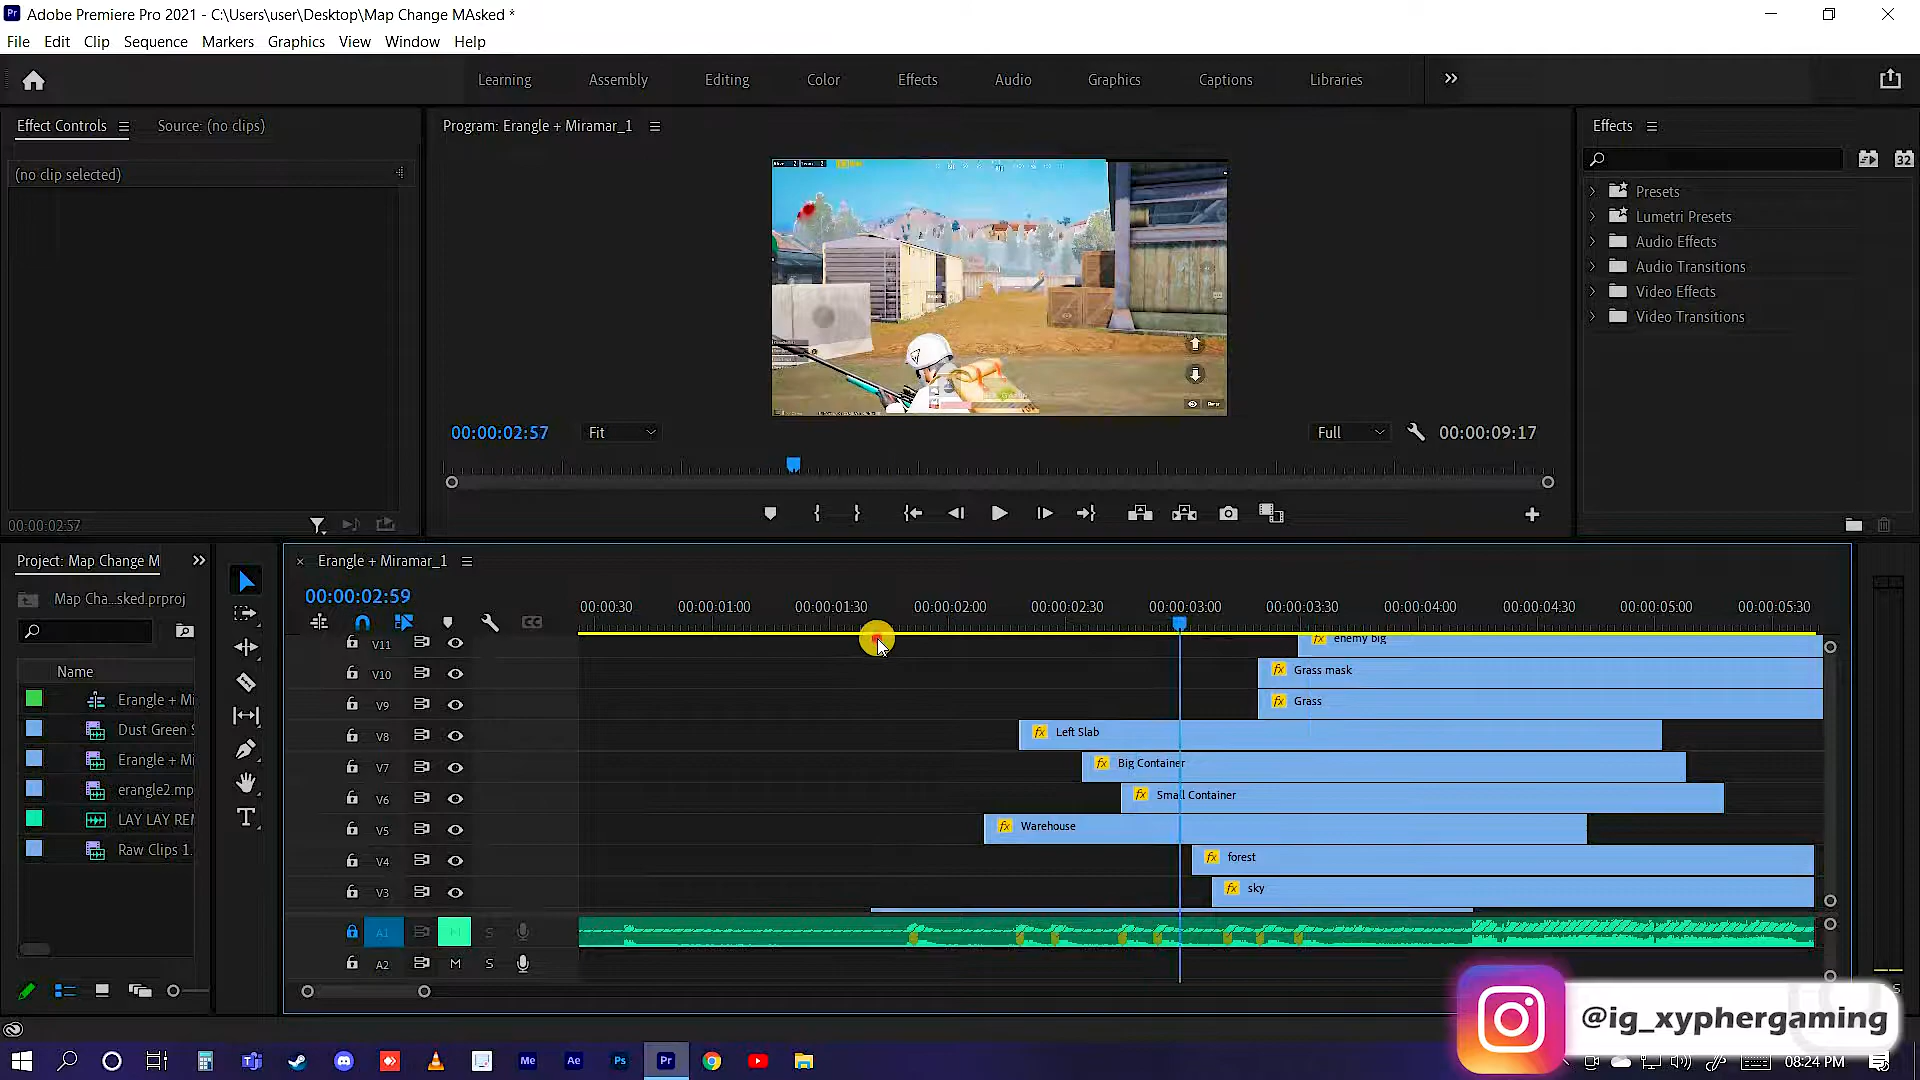 Adobe Premiere Pro 2021 - C:\Users\user\Desktop\Map Change MAsked *
File Edit Clip Sequence Markers Graphics View Window Help
Learning Assembly Editing Color Effects Audio Graphics Captions Libraries
Effect Controls Source: (no clips) Program: Erangle + Miramar_1 Effects
(no clip selected)
32
Presets
Lumetri Presets
Audio Effects
Audio Transitions
Video Effects
Video Transitions
00:00:02:57 Fit Full 00:00:09:17
00:00:02:57
Project: Map Change M Erangle + Miramar_1
Map Cha...sked.prproj 00:00:02:59
:00:00:30 00:00:01:00 00:00:01:30 00:00:02:00 00:00:02:30 00:00:03:00 00:00:03:30 00:00:04:00 00:00:04:30 00:00:05:00 00:00:05:30
CC
Name
V11 fx enemy big
V10 fx Grass mask
Erangle + Mi V9 fx Grass
Dust Green S V8 fx Left Slab
Erangle + Mi V7 fx Big Container
erangle2.mp V6 fx Small Container
LAY LAY REM V5 fx Warehouse
Raw Clips 1. V4 fx forest
V3 fx sky
A1 M S
A2 M S
@ig_xyphergaming
Me Ae Ps Pr 08:24 PM